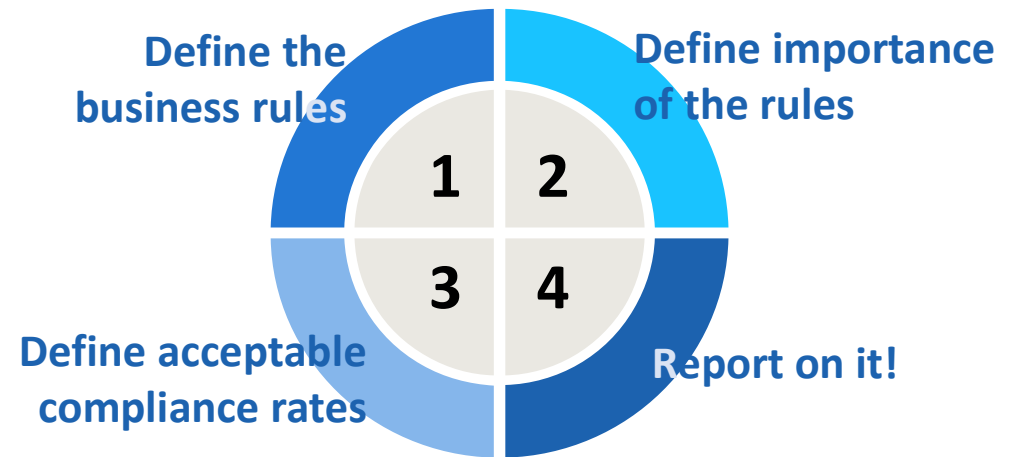 Define the
business rules
Define importance
of the rules
1
2
3
4
Define acceptable
compliance rates
Report on it!